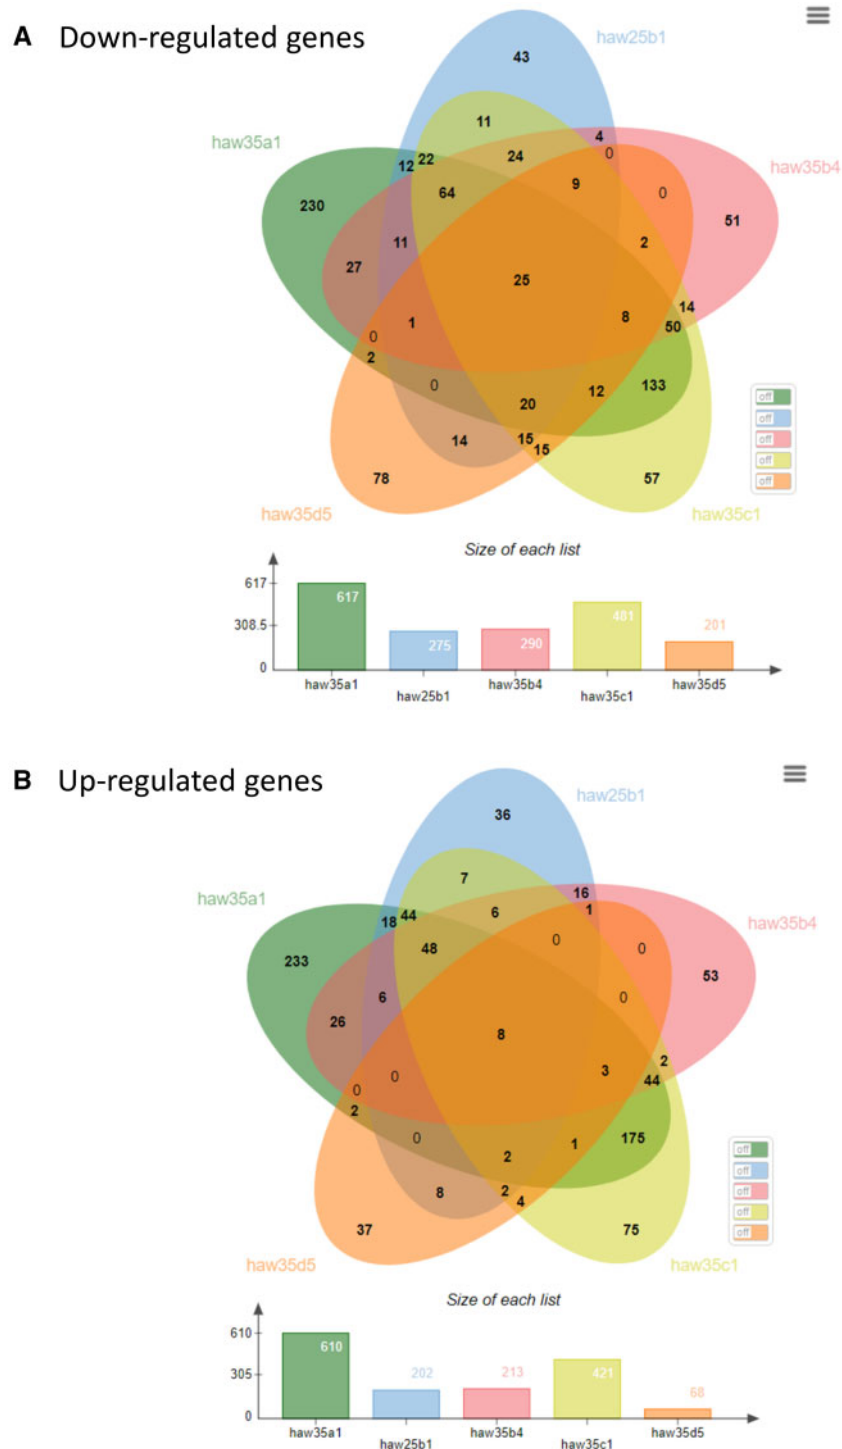 A Down-regulated genes
haw25b1
43
haw35a1
11
4
0
12 22 24
haw35b4
230
64
9
0
51
11
2
27
25
14
0
1
8
50
2
0
12
133
20
14
15
15
78
57
off
off
off
off
off
haw35d5
haw35c1
Size of each list
617
308.5
0
617
275
290
481
201
haw35a1
haw25b1
haw35b4
haw35c1
haw35d5
B Up-regulated genes
haw25b1
36
haw35a1
7
16
1
18 44 6
haw35b4
233
48
0
0
53
6
0
26
8
2
0
0
3
44
2
0
1
175
2
8
2
4
37
75
off
off
off
off
off
haw35d5
haw35c1
Size of each list
610
305
0
610
202
213
421
68
haw35a1
haw25b1
haw35b4
haw35c1
haw35d5